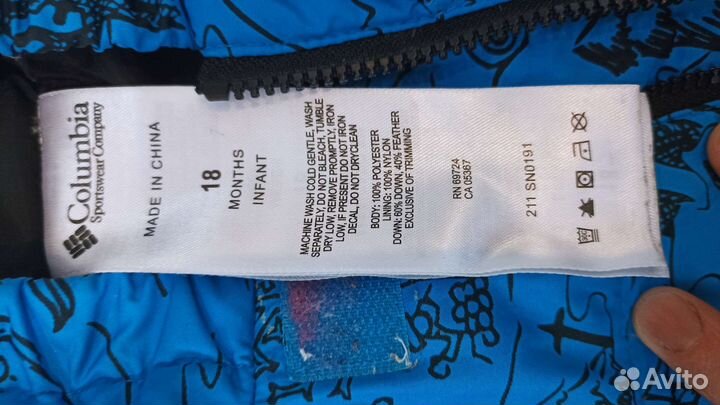 Columbia
Sportswear Company
MADE IN CHINA
18
MONTHS
INFANT
MACHINE WASH COLD GENTLE, WASH
SEPARATELY, DO NOT BLEACH, TUMBLE
DRY LOW, REMOVE PROMPTLY, IRON
LOW, IF PRESENT DO NOT IRON
DECAL, DO NOT DRYCLEAN
BODY: 100% POLYESTER
LINING: 100% NYLON
DOWN: 60% DOWN, 40% FEATHER
EXCLUSIVE OF TRIMMING
RN 69724
CA 05367
211 SN0191
Avito